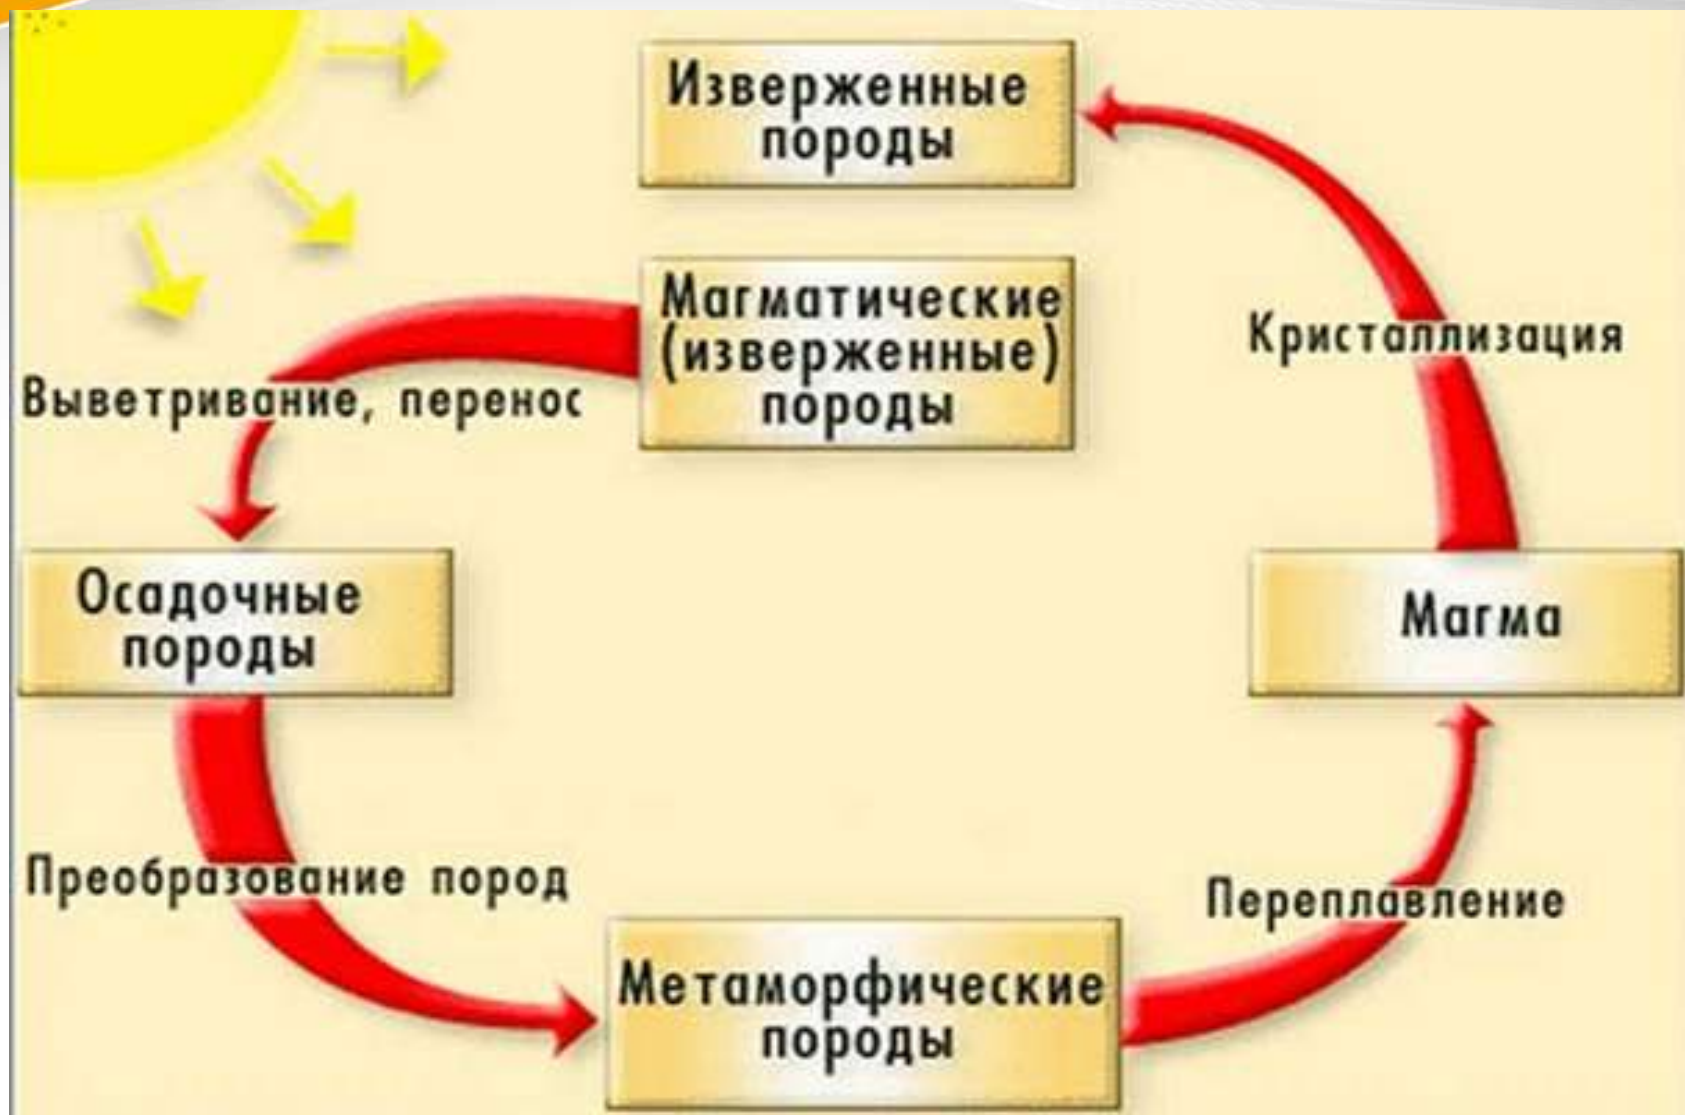 Изверженные
породы
Магматические
(изверженные)
породы
Кристаллизация
Выветривание, перенос
Осадочные
породы
Магма
Преобразование пород
Переплавление
Метаморфические
породы